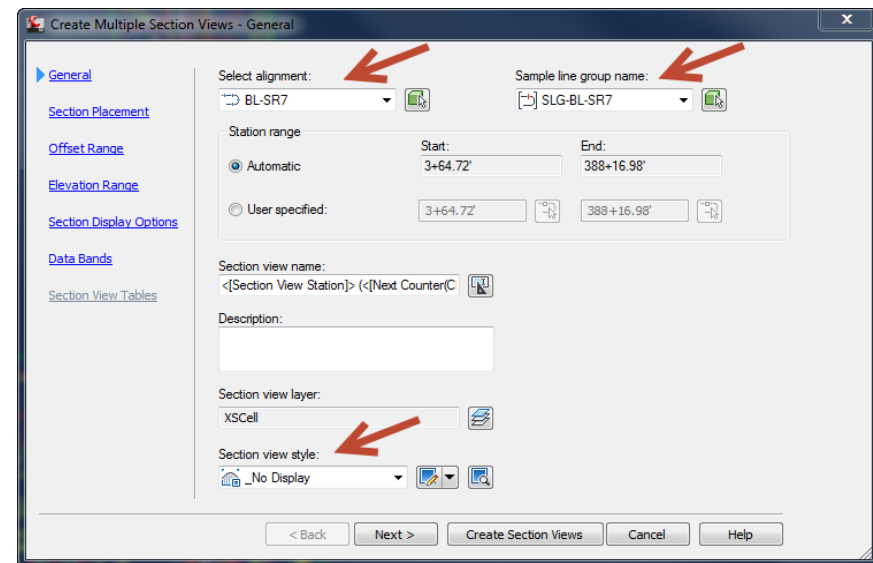 Create Multiple Section Views - General
General
Section Placement
Offset Range
Elevation Range
Section Display Options
Data Bands
Section View Tables
Select alignment:
BL-SR7
Sample line group name:
SLG-BL-SR7
Station range
Start:
End:
Automatic
3+64.72'
388+16.98'
User specified:
3+64.72'
388+16.98'
Section view name:
<[Section View Station]> (<[Next Counter(C
Description:
Section view layer:
XSCell
Section view style:
_No Display
< Back
Next >
Create Section Views
Cancel
Help